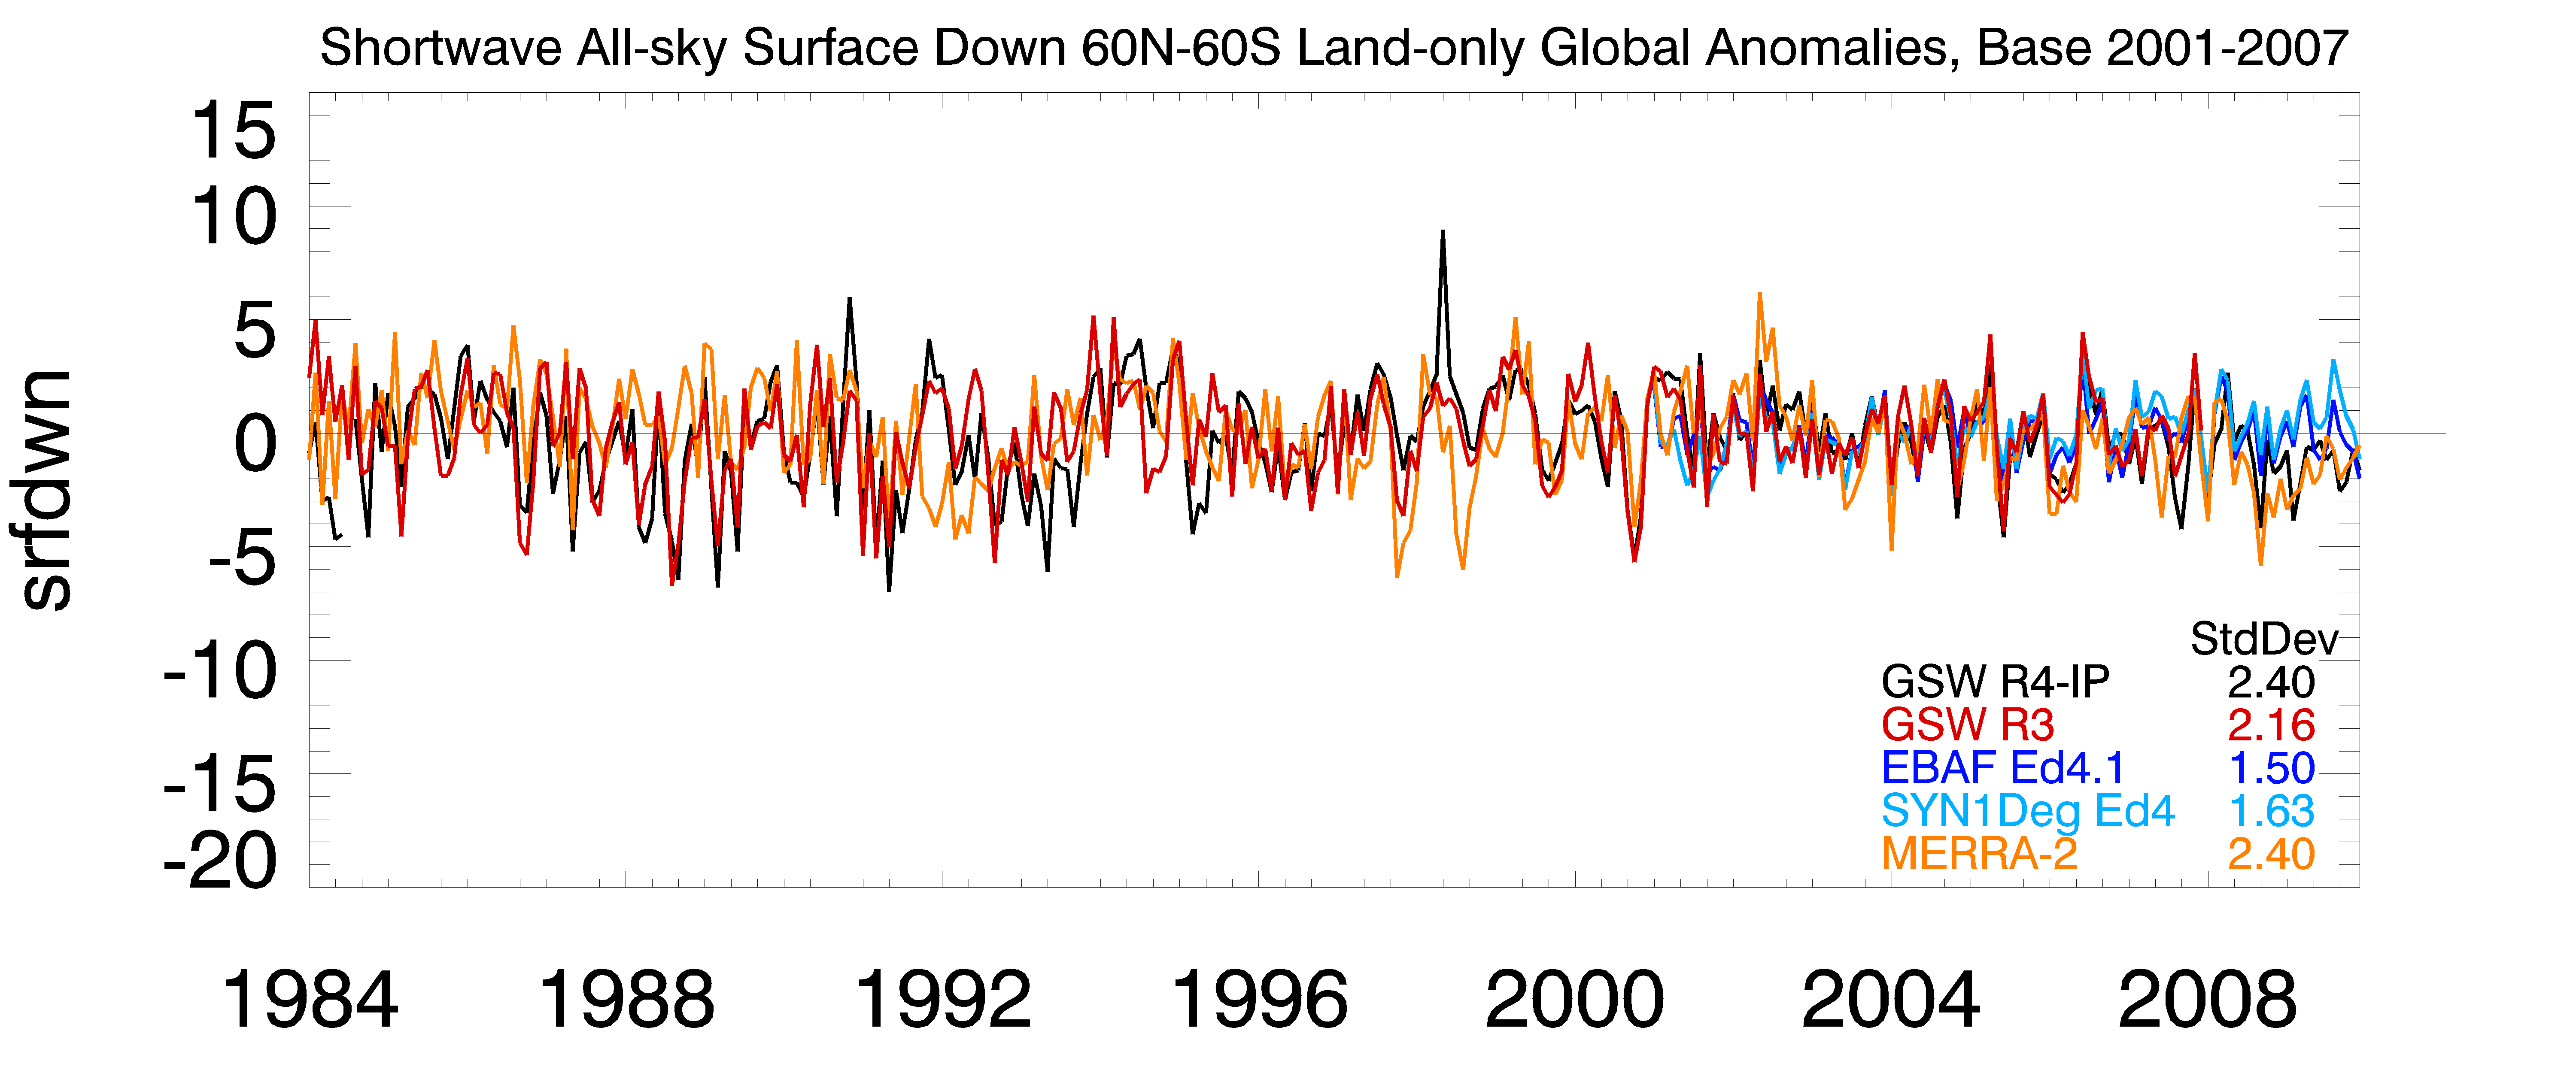 Shortwave All-sky Surface Down 60N-60S Land-only Global Anomalies, Base 2001-2007
15
10
5
0
-5
-10
-15
-20
srfdwn
StdDev
GSW R4-IP 2.40
GSW R3 2.16
EBAF Ed4.1 1.50
SYN1Deg Ed4 1.63
MERRA-2 2.40
1984 1988 1992 1996 2000 2004 2008